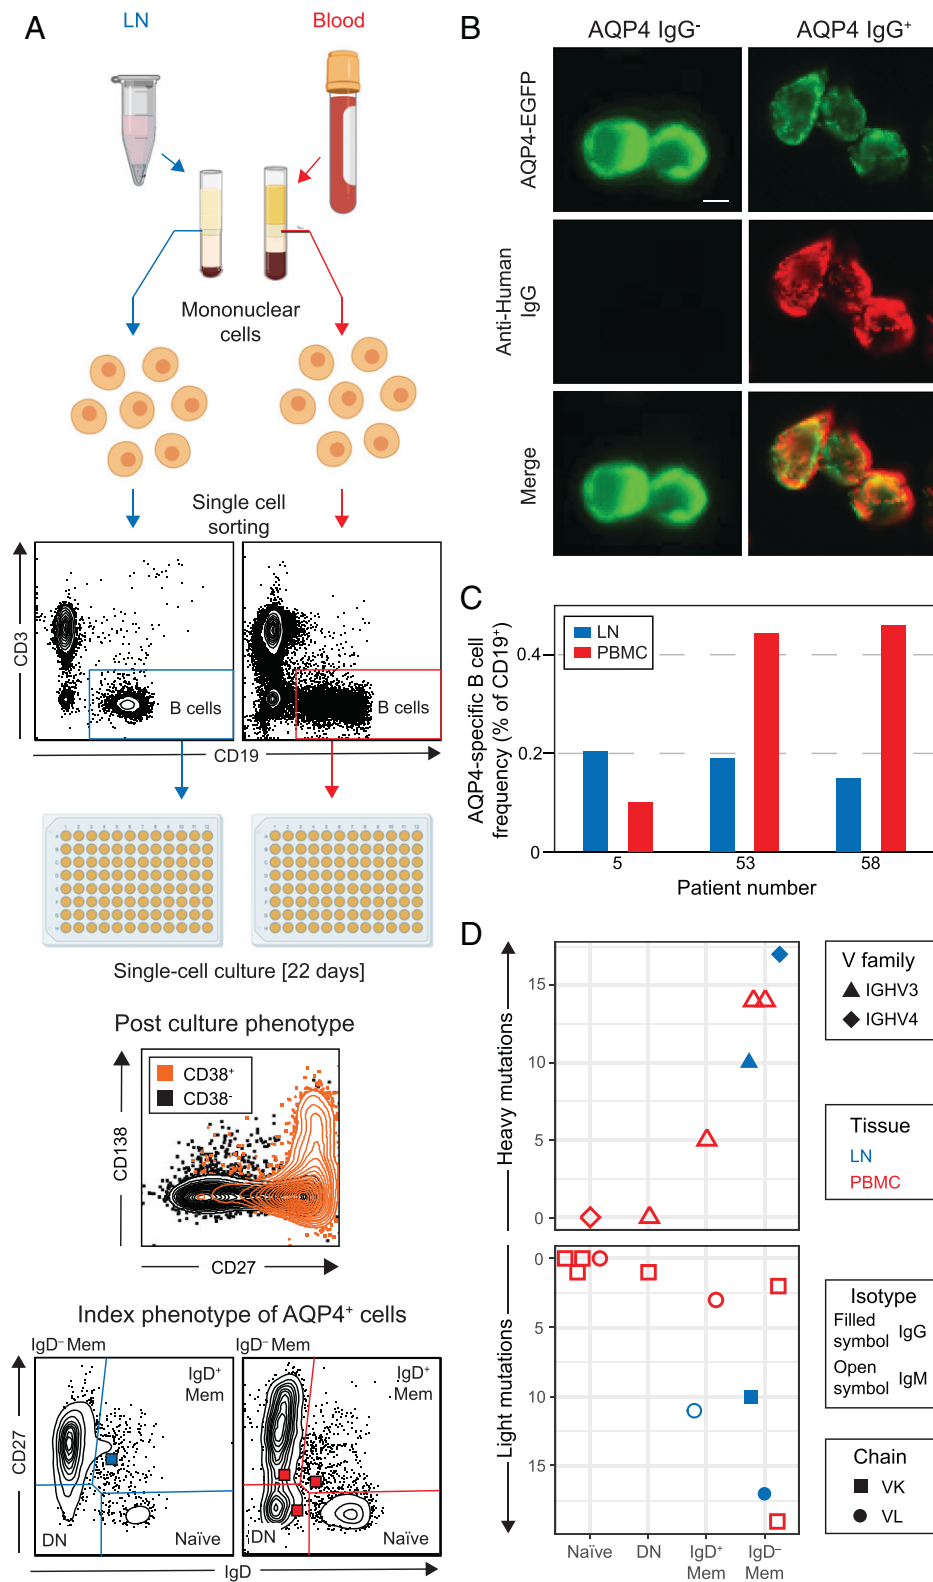 A
LN
Blood
Mononuclear
cells
Single cell
sorting
CD3
B cells
B cells
CD19
Single-cell culture [22 days]
Post culture phenotype
CD38+
CD38-
CD138
CD27
Index phenotype of AQP4+ cells
IgD– Mem
IgD– Mem
IgD+
Mem
IgD+
Mem
CD27
DN
Naïve
DN
Naïve
IgD
B
AQP4 IgG-
AQP4 IgG+
AQP4-EGFP
Anti-Human
IgG
Merge
C
AQP4-specific B cell
frequency (% of CD19+)
LN
PBMC
0.4
0.2
0
5
53
58
Patient number
D
Heavy mutations
15
10
5
0
Light mutations
0
5
10
15
Naïve
DN
IgD+
Mem
IgD–
Mem
V family
IGHV3
IGHV4
Tissue
LN
PBMC
Isotype
Filled
symbol
IgG
Open
symbol
IgM
Chain
VK
VL